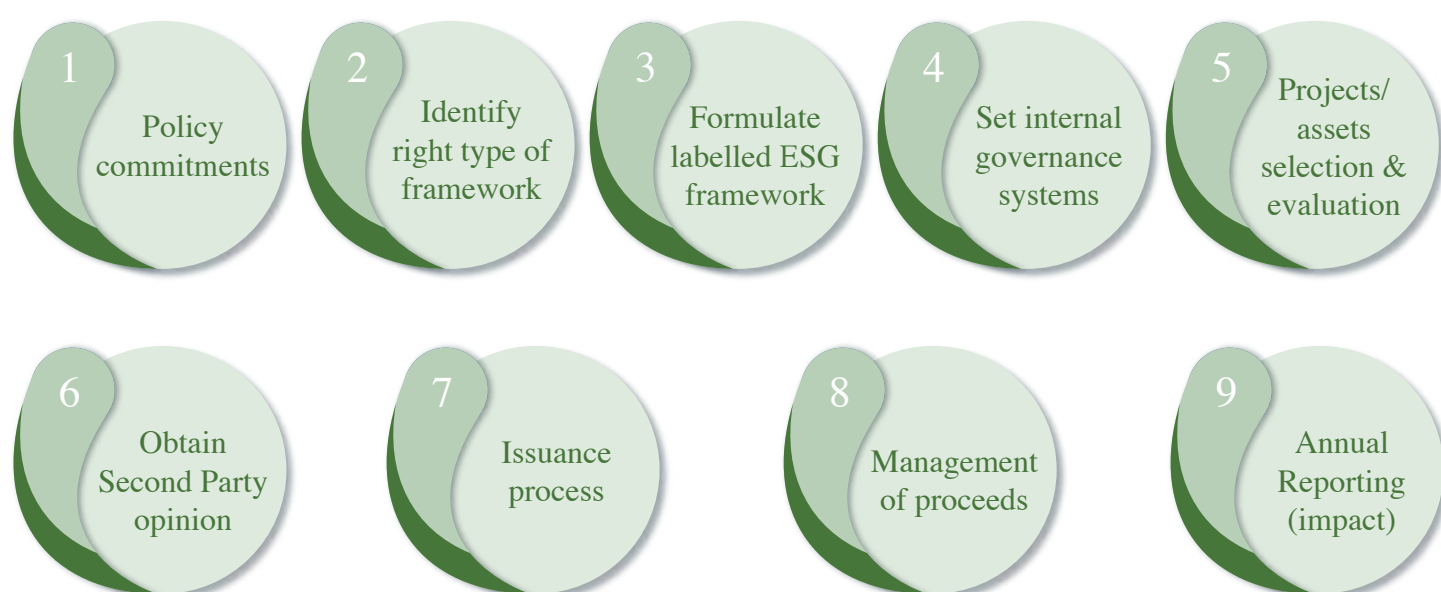 1
Policy
commitments
2
Identify
right type of
framework
3
Formulate
labelled ESG
framework
4
Set internal
governance
systems
5
Projects/
assets
selection &
evaluation
6
Obtain
Second Party
opinion
7
Issuance
process
8
Management
of proceeds
9
Annual
Reporting
(impact)